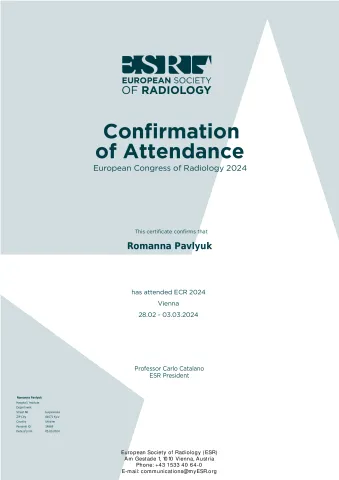 ESR
EUROPEAN SOCIETY
OF RADIOLOGY
Confirmation
of Attendance
European Congress of Radiology 2024
This certificate confirms that
Romanna Pavlyuk
has attended ECR 2024
Vienna
28.02 - 03.03.2024
Professor Carlo Catalano
ESR President
Romanna Pavlyuk
European Society of Radiology (ESR)
Am Gestade 1, 1010 Vienna, Austria
Phone: +43 1533 40 64-0
E-mail: communications@myESR.org